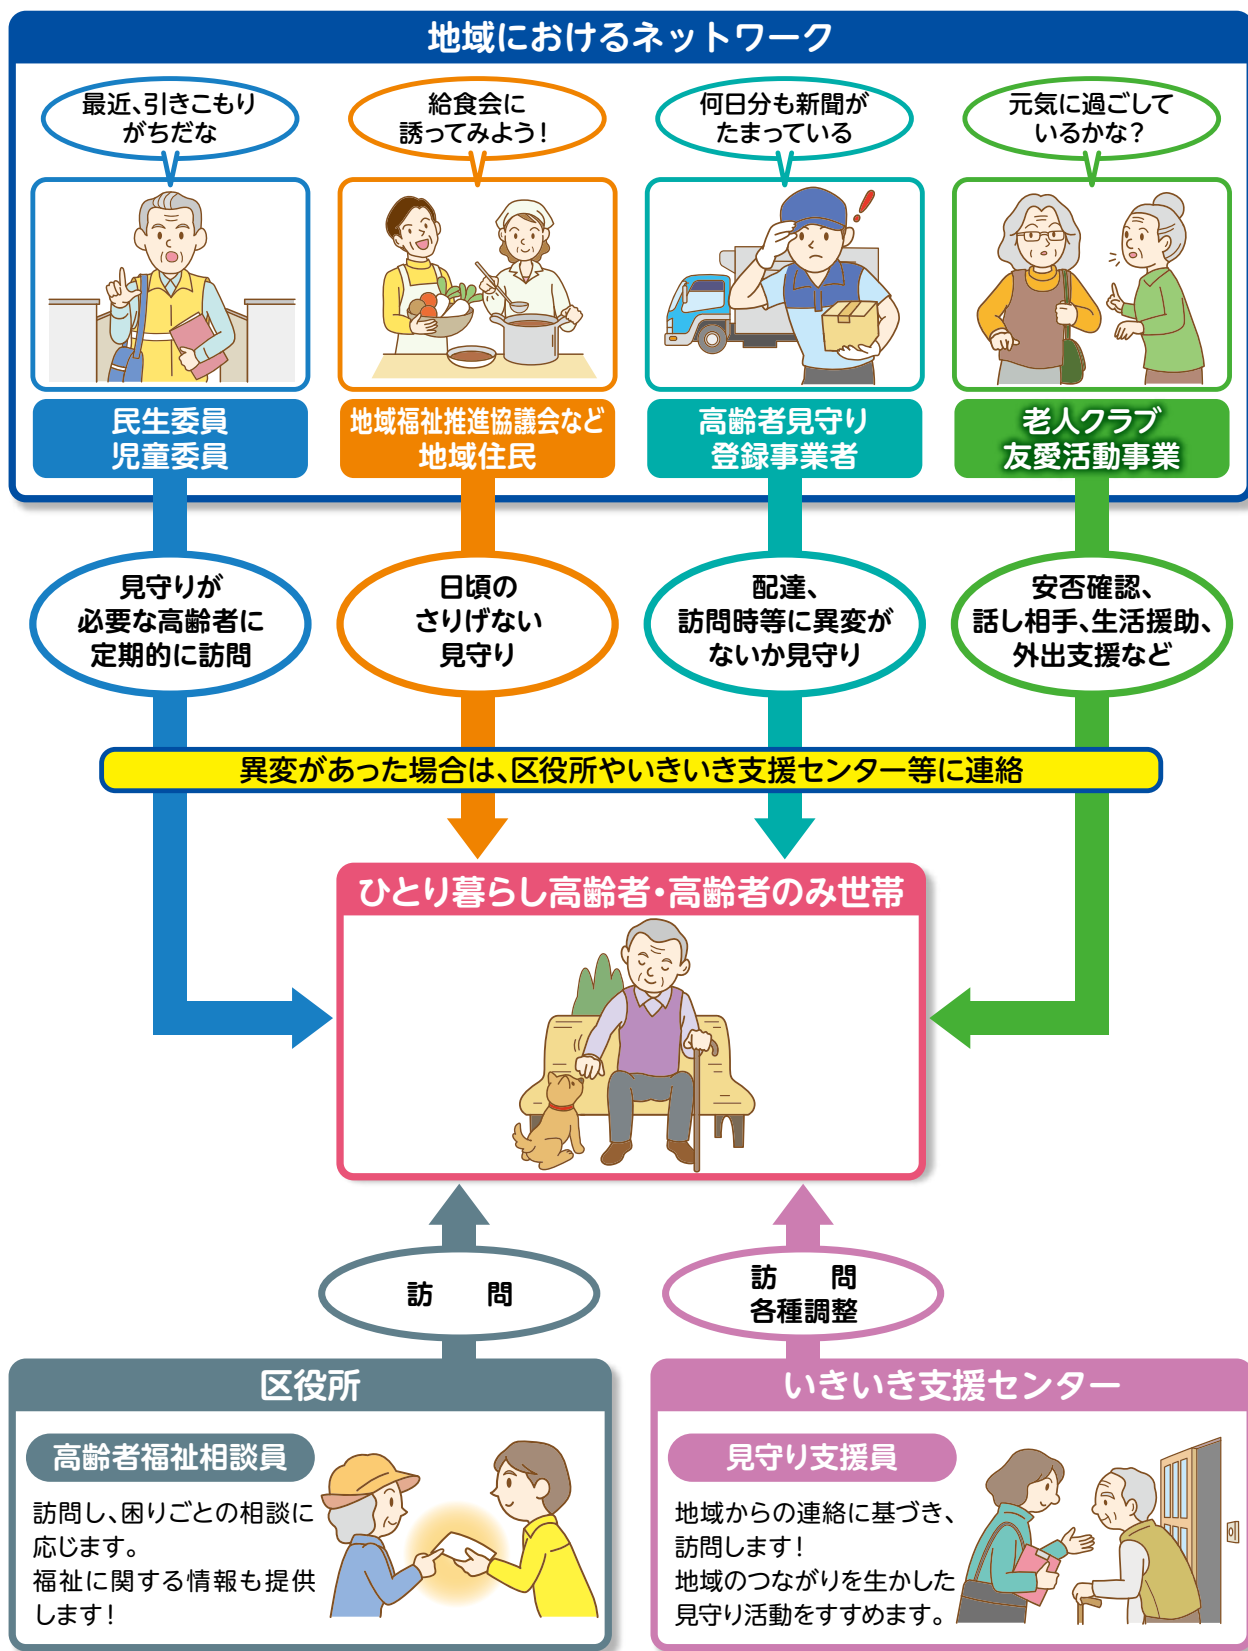 地域におけるネットワーク
最近、引きこもり
がちだな
給食会に
誘ってみよう！
何日分も新聞が
たまっている
元気に過ごして
いるかな？
民生委員
児童委員
地域福祉推進協議会など
地域住民
高齢者見守り
登録事業者
老人クラブ
友愛活動事業
見守りが
必要な高齢者に
定期的に訪問
日頃の
さりげない
見守り
配達、
訪問時等に異変が
ないか見守り
安否確認、
話し相手、生活援助、
外出支援など
異変があった場合は、区役所やいきいき支援センター等に連絡
ひとり暮らし高齢者・高齢者のみ世帯
訪　問
訪　問
各種調整
区役所
高齢者福祉相談員
訪問し、困りごとの相談に
応じます。
福祉に関する情報も提供
します！
いきいき支援センター
見守り支援員
地域からの連絡に基づき、
訪問します！
地域のつながりを生かした
見守り活動をすすめます。